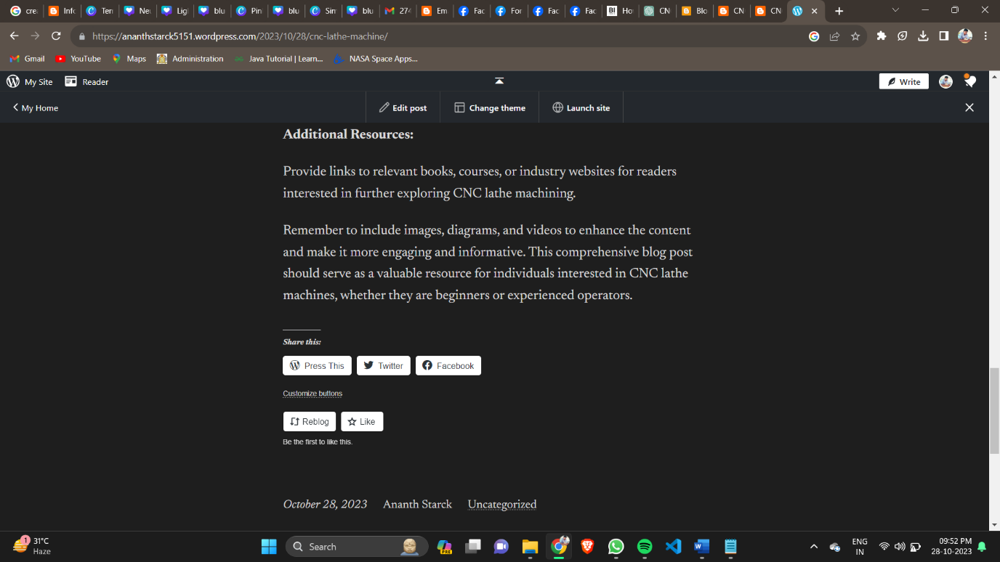 cre
Info
Ten
Nev
Ligl
blu
Pin
blu
Sim
blu
274
Em
Fac
For
Fac
Fac
Ho
CN
Blo
CN
CN
https://ananthstarck5151.wordpress.com/2023/10/28/cnc-lathe-machine/
Gmail YouTube Maps Administration Java Tutorial | Learn... NASA Space Apps...
My Site Reader Write
My Home Edit post Change theme Launch site
Additional Resources:
Provide links to relevant books, courses, or industry websites for readers
interested in further exploring CNC lathe machining.
Remember to include images, diagrams, and videos to enhance the content
and make it more engaging and informative. This comprehensive blog post
should serve as a valuable resource for individuals interested in CNC lathe
machines, whether they are beginners or experienced operators.
Share this:
Press This Twitter Facebook
Customize buttons
Reblog Like
Be the first to like this.
October 28, 2023 Ananth Starck Uncategorized
1
31°C
Haze
Search
PRE
ENG
IN
09:52 PM
28-10-2023